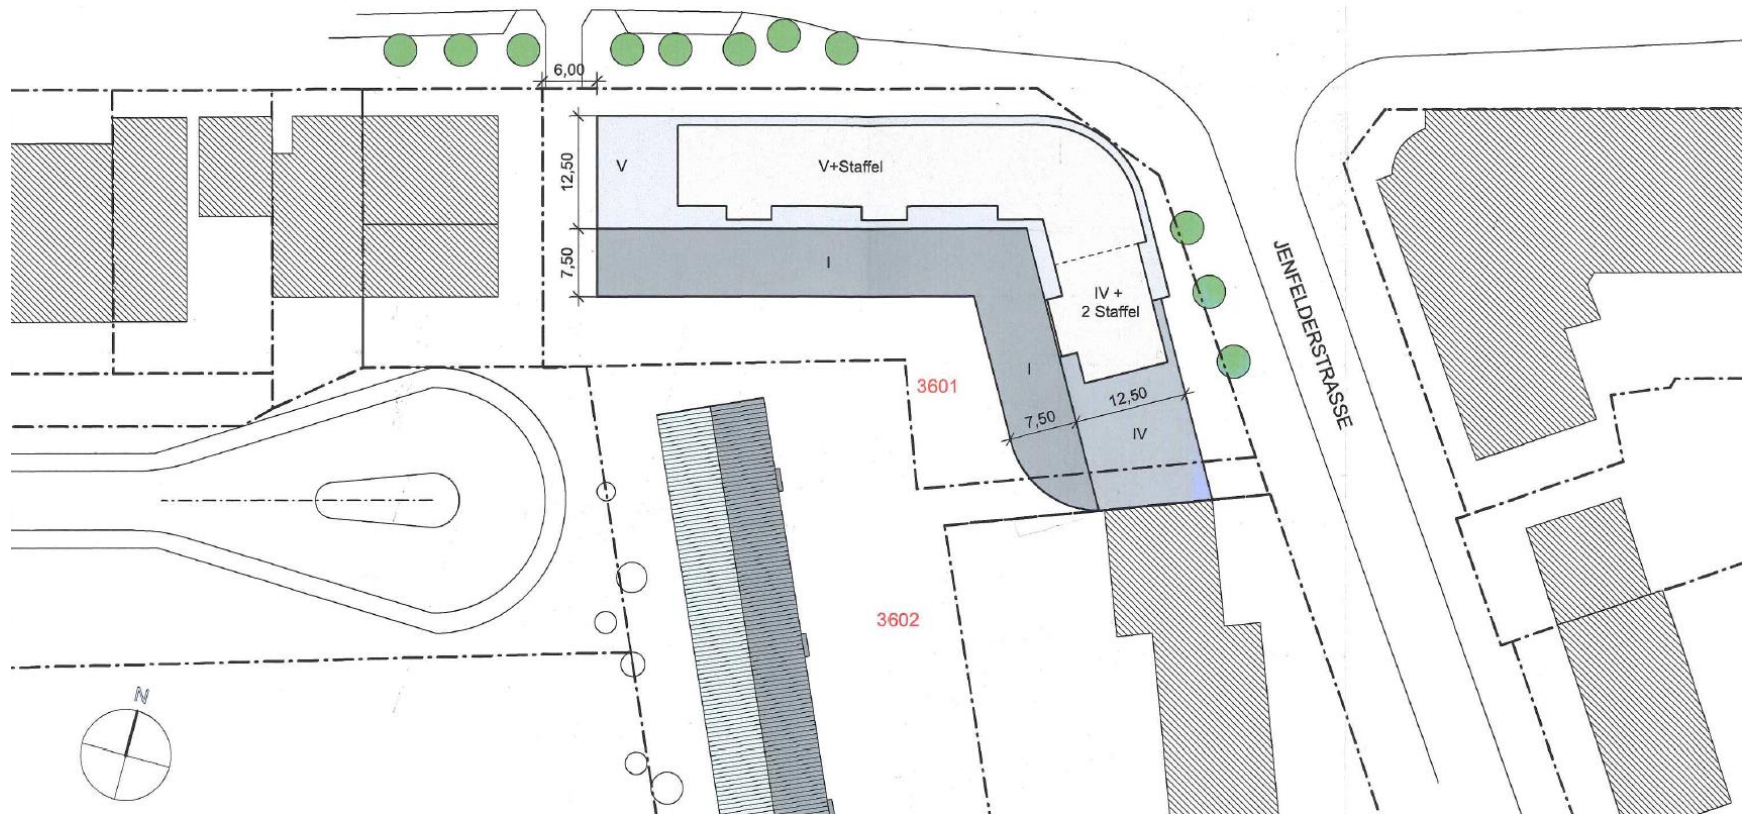 6,00
12,50
V
V+Staffel
7,50
I
IV +
2 Staffel
JENFELDERSTRASSE
3601
I
7,50
12,50
IV
3602
N